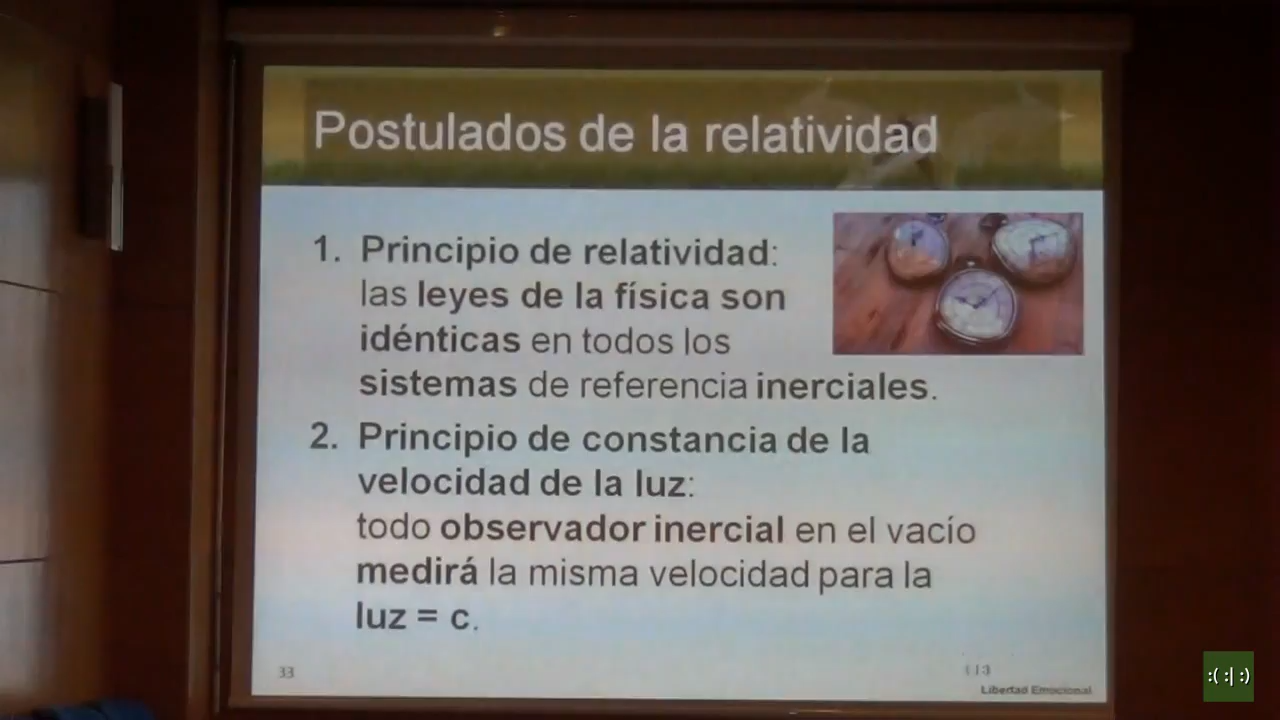 Postulados de la relatividad
1. Principio de relatividad:
las leyes de la física son
idénticas en todos los
sistemas de referencia inerciales.
2. Principio de constancia de la
velocidad de la luz:
todo observador inercial en el vacío
medirá la misma velocidad para la
luz = c.
33
Libertad Emocional
:( :| :)